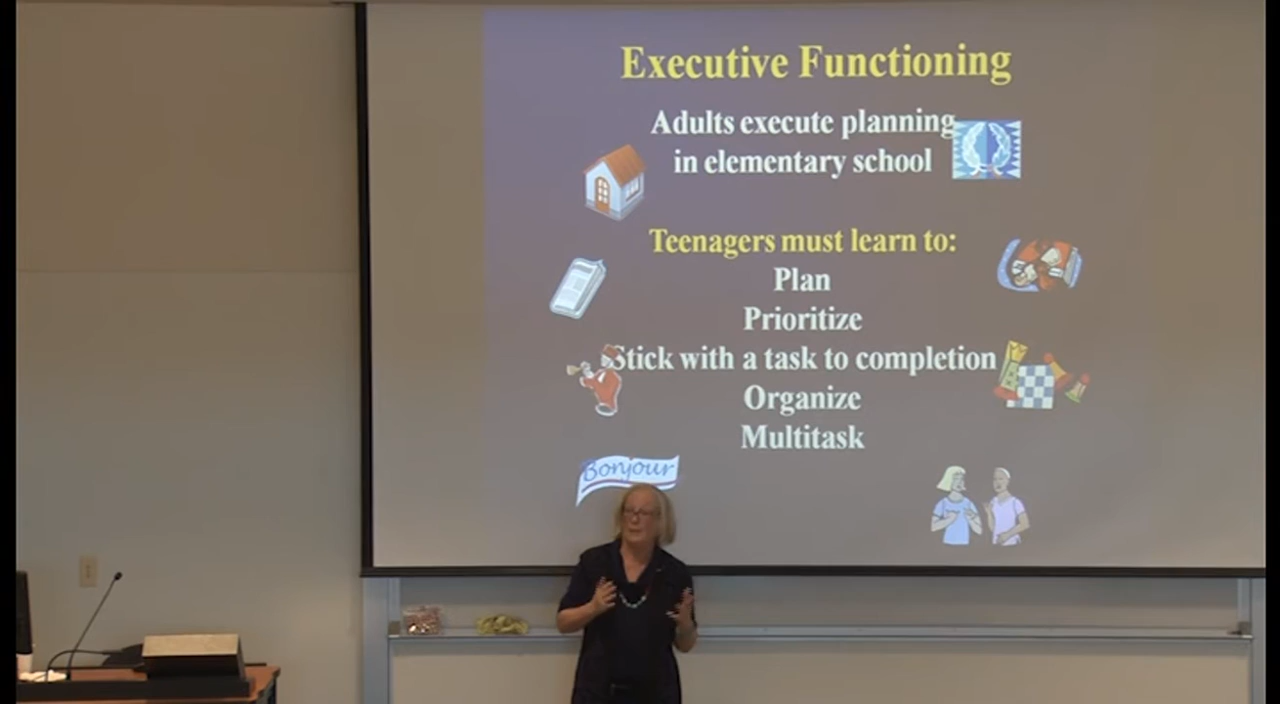 Executive Functioning
Adults execute planning
in elementary school
Teenagers must learn to:
Plan
Prioritize
Stick with a task to completion
Organize
Multitask
Bonjour